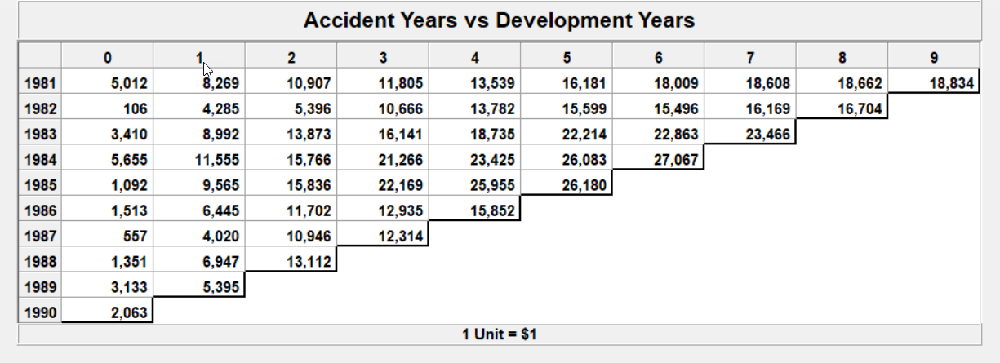 Accident Years vs Development Years
0 1 2 3 4 5 6 7 8 9
1981 5,012 8,269 10,907 11,805 13,539 16,181 18,009 18,608 18,662 18,834
1982 106 4,285 5,396 10,666 13,782 15,599 15,496 16,169 16,704
1983 3,410 8,992 13,873 16,141 18,735 22,214 22,863 23,466
1984 5,655 11,555 15,766 21,266 23,425 26,083 27,067
1985 1,092 9,565 15,836 22,169 25,955 26,180
1986 1,513 6,445 11,702 12,935 15,852
1987 557 4,020 10,946 12,314
1988 1,351 6,947 13,112
1989 3,133 5,395
1990 2,063
1 Unit = $1